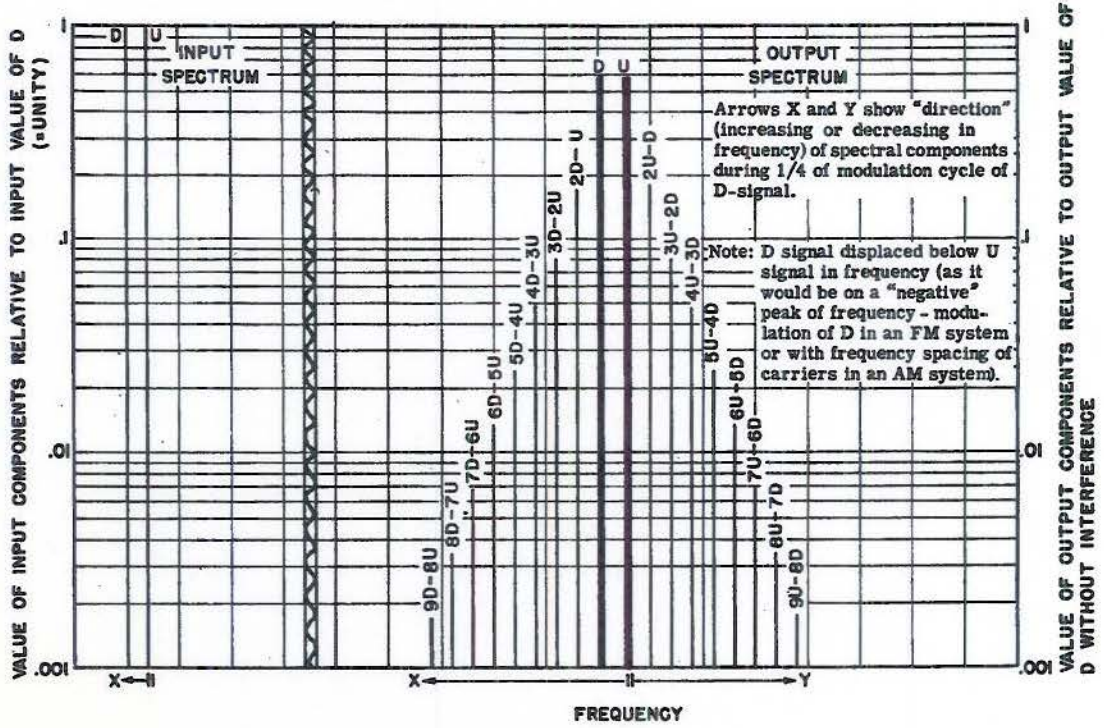 VALUE OF INPUT COMPONENTS RELATIVE TO INPUT VALUE OF D
(=UNITY)
1
.1
.01
.001
D U
INPUT
SPECTRUM
OUTPUT
SPECTRUM
D U
Arrows X and Y show "direction"
(increasing or decreasing in
frequency) of spectral components
during 1/4 of modulation cycle of
D-signal.
Note: D signal displaced below U
signal in frequency (as it
would be on a "negative"
peak of frequency - modu-
lation of D in an FM system
or with frequency spacing of
carriers in an AM system).
9D-8U
8D-7U
7D-6U
6D-5U
5D-4U
4D-3U
3D-2U
2D-U
2U-D
3U-2D
4U-3D
5U-4D
6U-5D
7U-6D
8U-7D
9U-8D
1
.1
.01
.001
VALUE OF OUTPUT COMPONENTS RELATIVE TO OUTPUT VALUE OF
D WITHOUT INTERFERENCE
X
X
Y
FREQUENCY